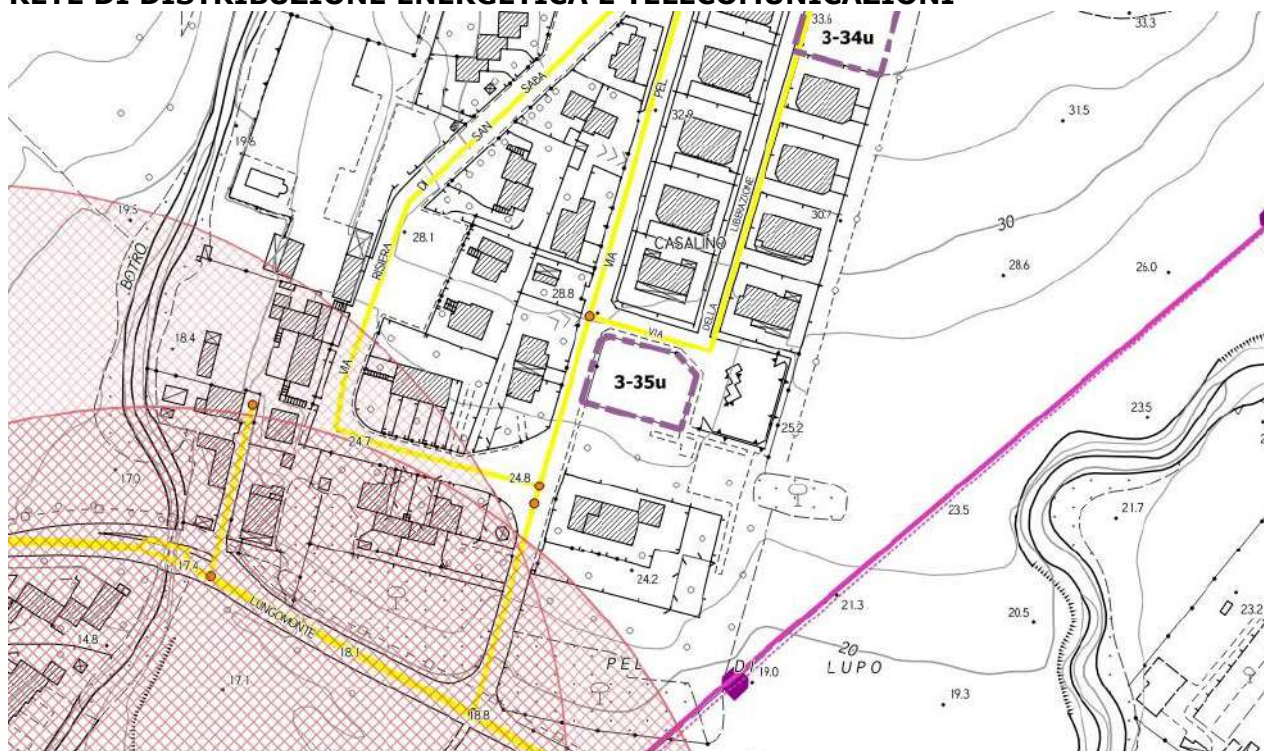 RETE DI DISTRIBUZIONE ENERGETICA E TELECOMUNICAZIONI
33.6
33.3
3-34u
SABA
PEL
31.5
32.9
SAN
19.6
DI
LIBERAZIONE
19.5
30.7
30
28.1
CASALINO
VIA
RISIERA
BOTRO
28.6
26.0
28.8
DELLA
VIA
18.4
VIA
3-35u
23.5
25.2
24.7
17.0
24.8
23.5
21.7
17.4
24.2
21.3
23.2
LUNGOMONTE
20.5
14.8
18.1
20
PEL DI LUPO
19.0
17.1
19.3
18.8